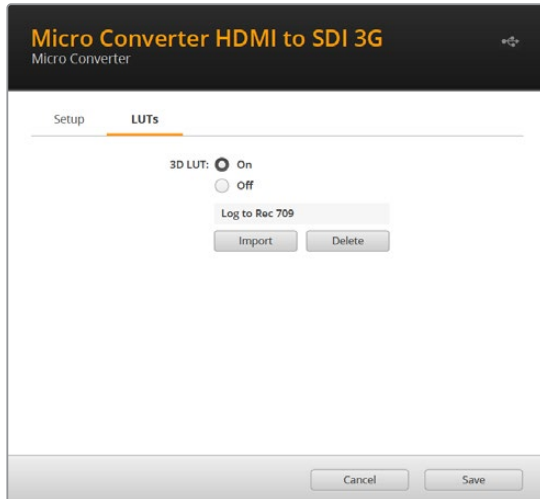 Micro Converter HDMI to SDI 3G
Micro Converter
Setup LUTs
3D LUT: On
Off
Log to Rec 709
Import Delete
Cancel Save